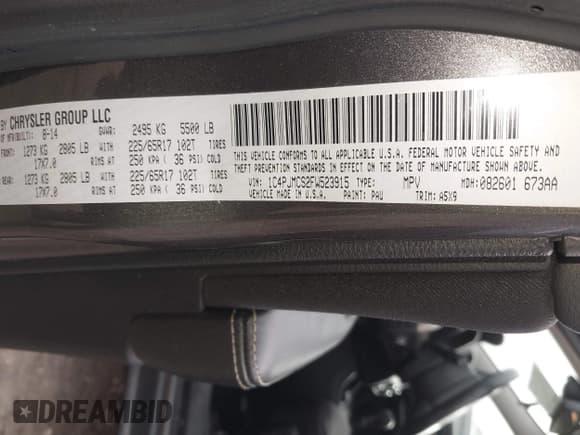 BY CHRYSLER GROUP LLC
OF MFR(BUILT): 8-14 GVWR: 2495 KG 5500 LB
FRONT: 1273 KG 2805 LB WITH 225/65R17 102T TIRES
17X7.0 RIMS AT 250 KPA ( 36 PSI) COLD
REAR: 1273 KG 2805 LB WITH 225/65R17 102T TIRES
17X7.0 RIMS AT 250 KPA ( 36 PSI) COLD
THIS VEHICLE CONFORMS TO ALL APPLICABLE U.S.A. FEDERAL MOTOR VEHICLE SAFETY AND
THEFT PREVENTION STANDARDS IN EFFECT ON THE DATE OF MANUFACTURE SHOWN ABOVE.
VIN: 1C4PJMCS2FW523915 TYPE: MPV MDH: 082601 673AA
VEHICLE MADE IN U.S.A. PAINT: PAU TRIM: A5X9
DREAMBID